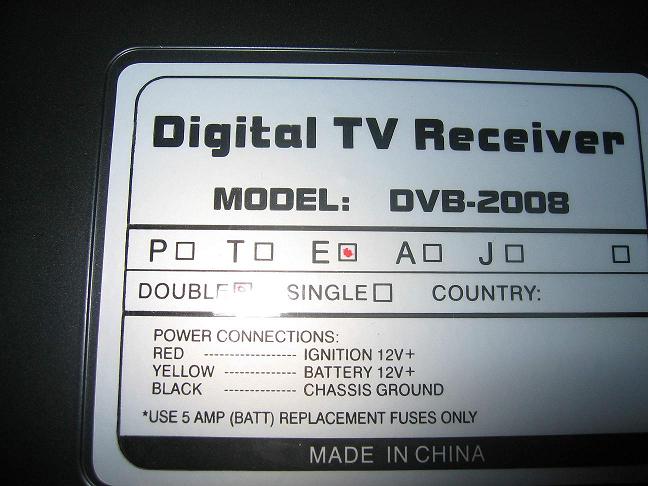 Digital TV Receiver
MODEL: DVB-2008
P□ T□ E□ A□ J□ □
DOUBLE□ SINGLE□ COUNTRY:
POWER CONNECTIONS:
RED ---------------- IGNITION 12V+
YELLOW ------------ BATTERY 12V+
BLACK ---------------- CHASSIS GROUND
*USE 5 AMP (BATT) REPLACEMENT FUSES ONLY
MADE IN CHINA